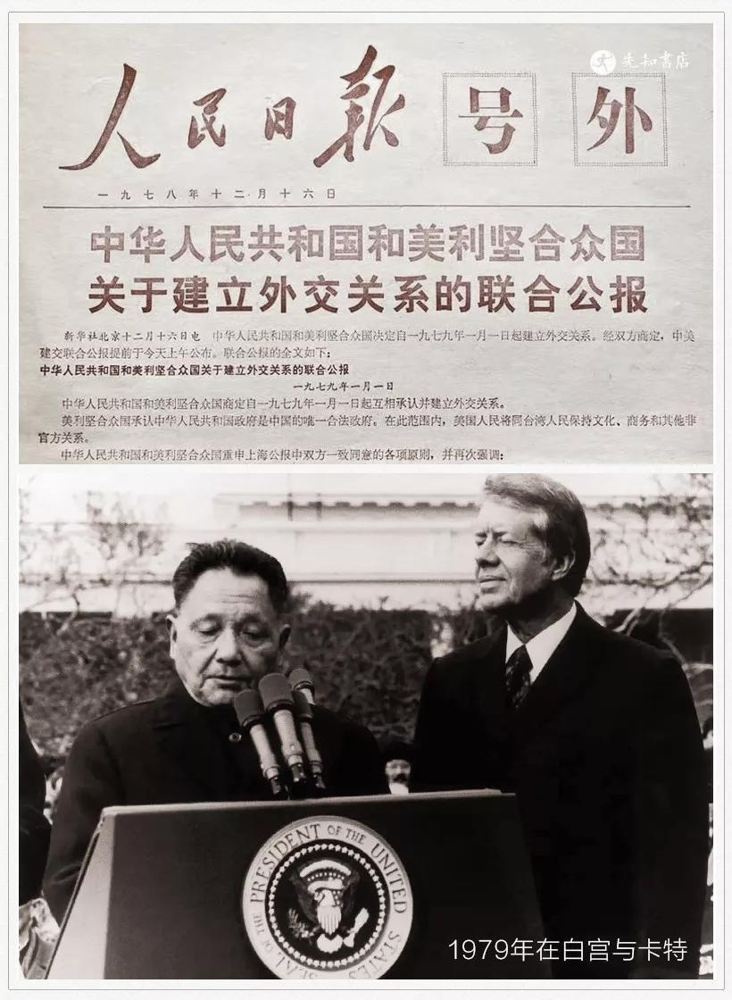 先知書店
人民日报 号外
一九七八年十二月十六日
中华人民共和国和美利坚合众国
关于建立外交关系的联合公报
新华社北京十二月十六日电 中华人民共和国和美利坚合众国决定自一九七九年一月一日起建立外交关系。经双方商定,中美
建交联合公报提前于今天上午公布。联合公报的全文如下:
中华人民共和国和美利坚合众国关于建立外交关系的联合公报
一九七九年一月一日
中华人民共和国和美利坚合众国商定自一九七九年一月一日起互相承认并建立外交关系。
美利坚合众国承认中华人民共和国政府是中国的唯一合法政府。在此范围内,美国人民将同台湾人民保持文化、商务和其他非
官方关系。
中华人民共和国和美利坚合众国重申上海公报中双方一致同意的各项原则,并再次强调:
SEAL OF THE PRESIDENT OF THE UNITED
1979年在白宫与卡特